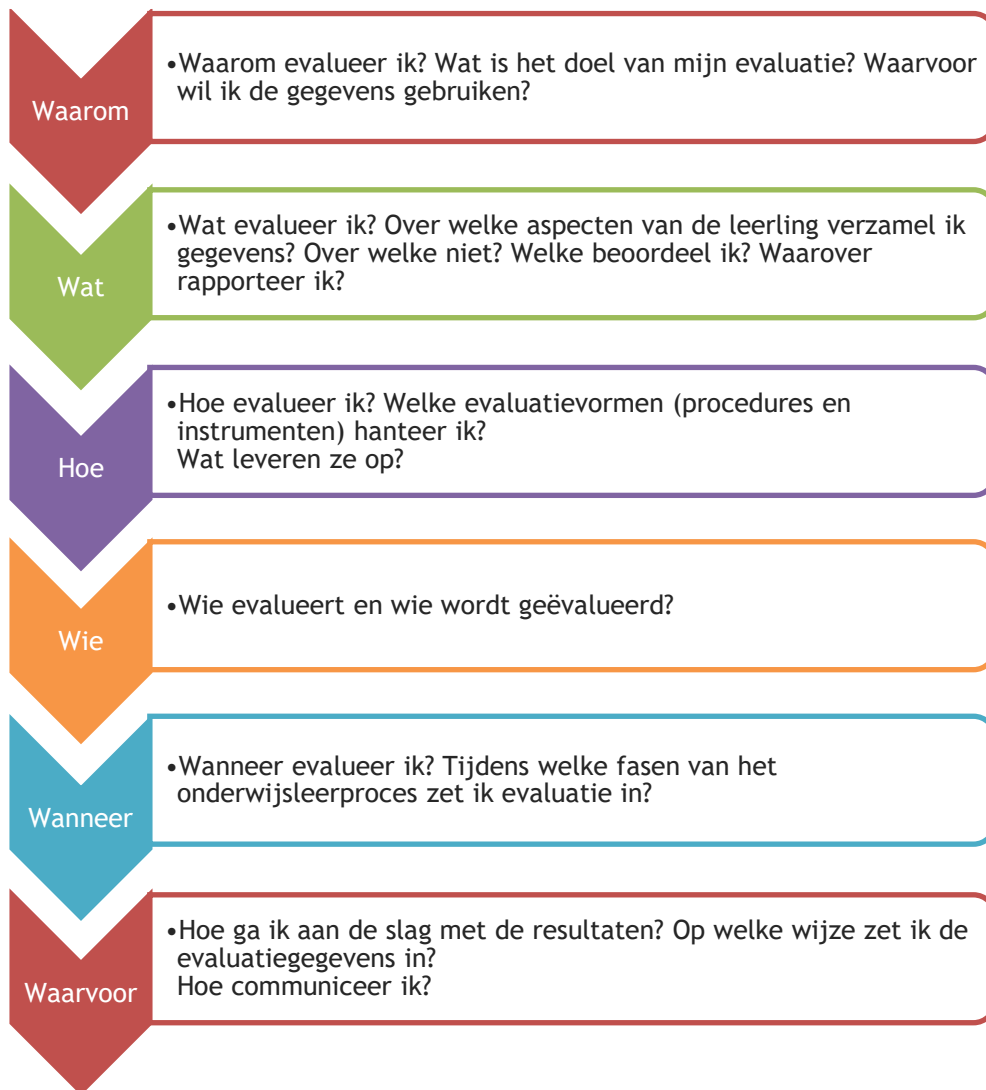 Waarom
•Waarom evalueer ik? Wat is het doel van mijn evaluatie? Waarvoor
wil ik de gegevens gebruiken?
Wat
•Wat evalueer ik? Over welke aspecten van de leerling verzamel ik
gegevens? Over welke niet? Welke beoordeel ik? Waarover
rapporteer ik?
Hoe
•Hoe evalueer ik? Welke evaluatievormen (procedures en
instrumenten) hanteer ik?
Wat leveren ze op?
Wie
•Wie evalueert en wie wordt geëvalueerd?
Wanneer
•Wanneer evalueer ik? Tijdens welke fasen van het
onderwijsleerproces zet ik evaluatie in?
Waarvoor
•Hoe ga ik aan de slag met de resultaten? Op welke wijze zet ik de
evaluatiegegevens in?
Hoe communiceer ik?